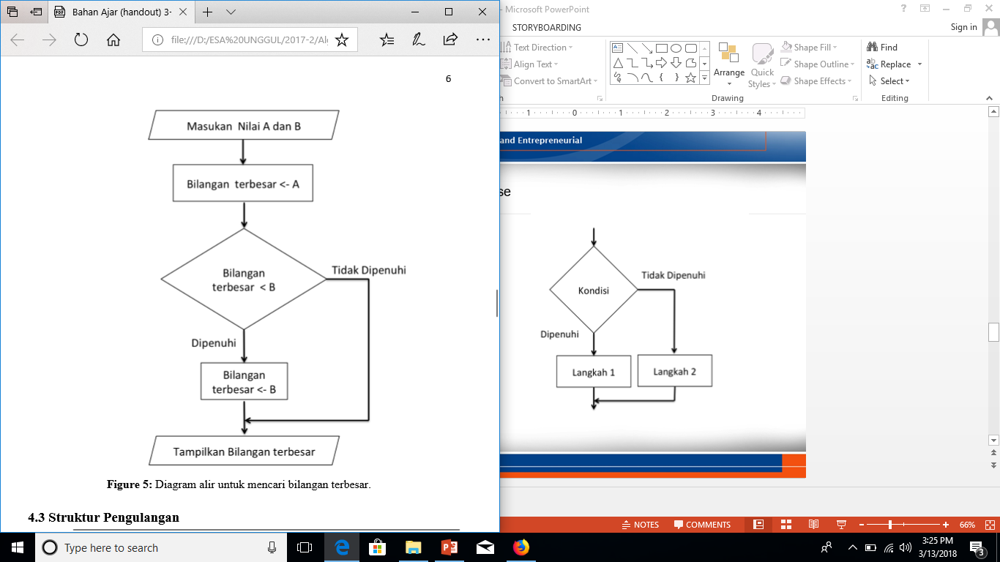 Bahan Ajar (handout) 3-
file:///D:/ESA%20UNGGUL/2017-2/Al
6
Masukan Nilai A dan B
Bilangan terbesar <- A
Bilangan
terbesar < B
Tidak Dipenuhi
Dipenuhi
Bilangan
terbesar <- B
Tampilkan Bilangan terbesar
Figure 5: Diagram alir untuk mencari bilangan terbesar.
4.3 Struktur Pengulangan
- Microsoft PowerPoint
STORYBOARDING
Sign in
Text Direction
Align Text
Convert to SmartArt
Arrange
Quick
Styles
Shape Fill
Shape Outline
Shape Effects
Drawing
Find
Replace
Select
Editing
1 0 1 2 3 4
and Entrepreneurial
se
Kondisi
Tidak Dipenuhi
Dipenuhi
Langkah 1
Langkah 2
NOTES
COMMENTS
66%
Type here to search
3:25 PM
3/13/2018
3